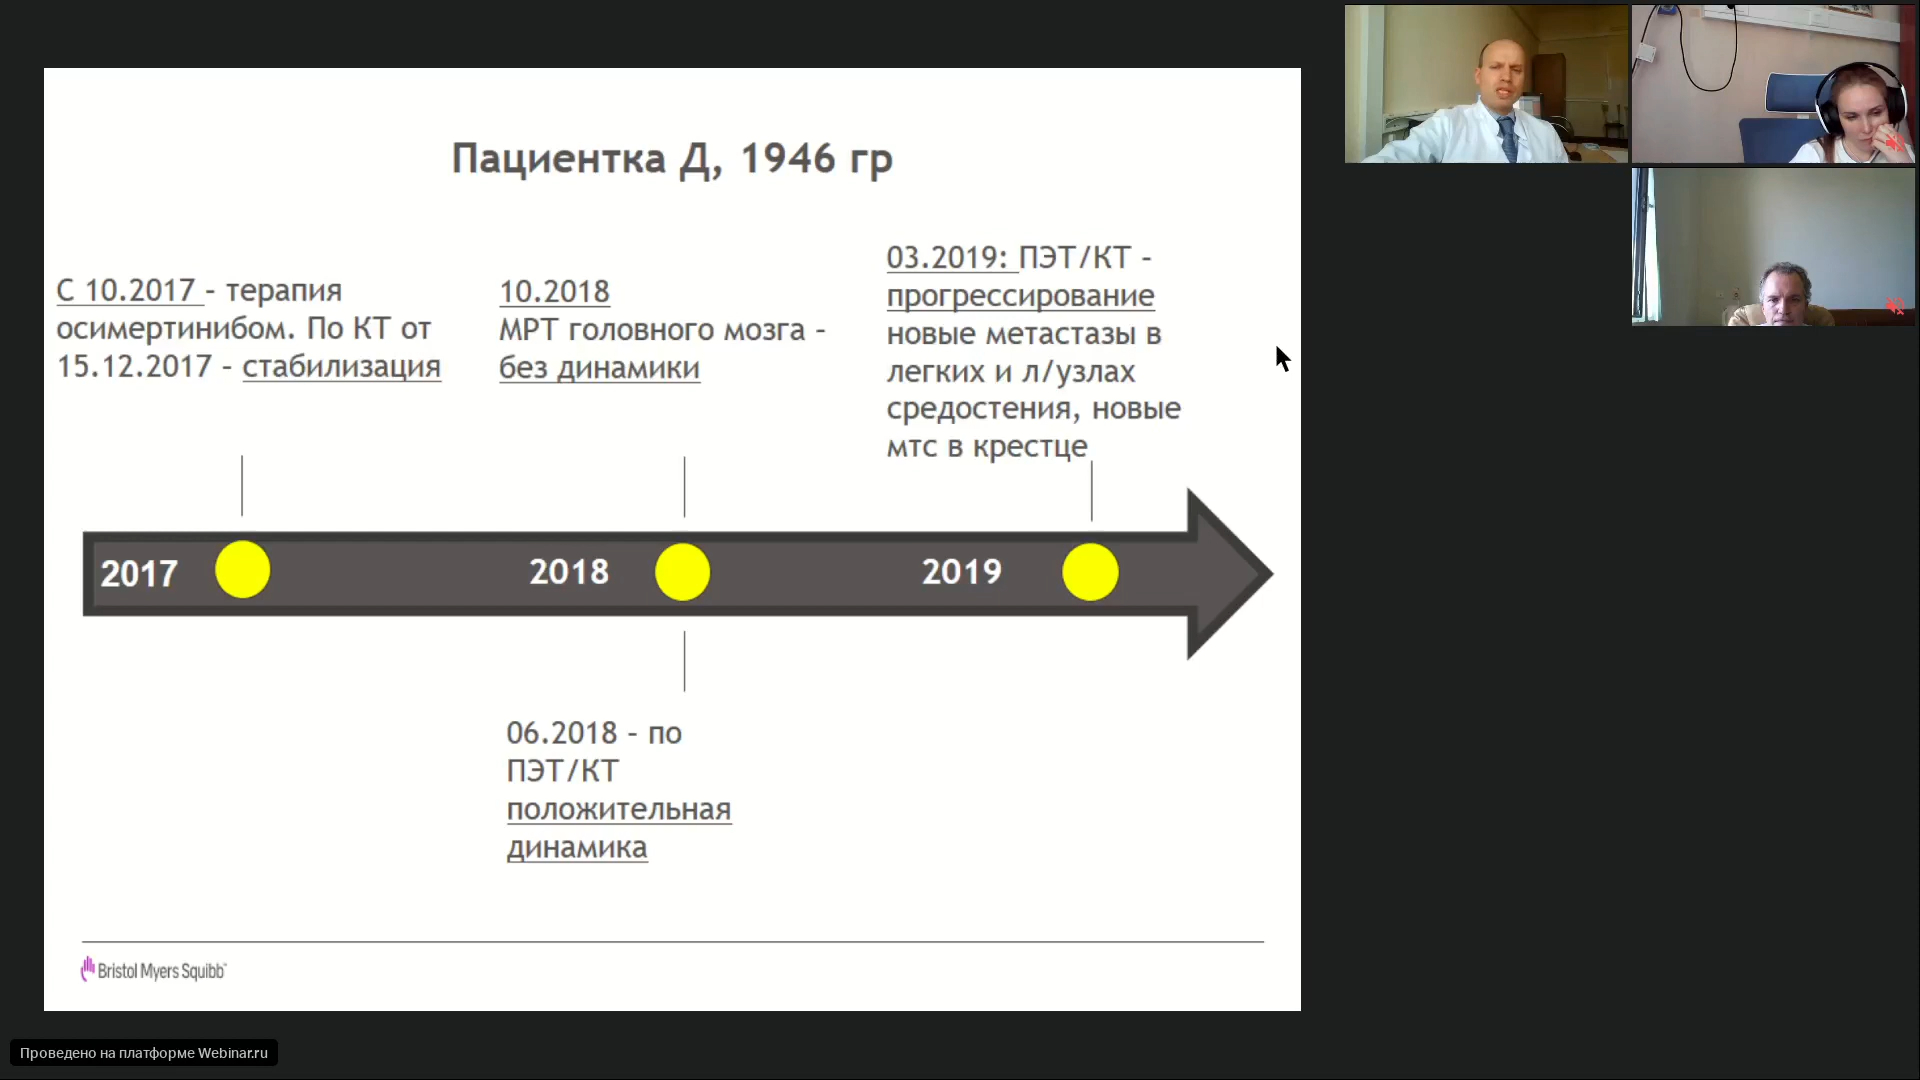 Пациентка Д, 1946 гр
С 10.2017 - терапия
осимертинибом. По КТ от
15.12.2017 - стабилизация
10.2018
МРТ головного мозга -
без динамики
03.2019: ПЭТ/КТ -
прогрессирование
новые метастазы в
легких и л/узлах
средостения, новые
мтс в крестце
2017
2018
2019
06.2018 - по
ПЭТ/КТ
положительная
динамика
Bristol Myers Squibb™
Проведено на платформе Webinar.ru